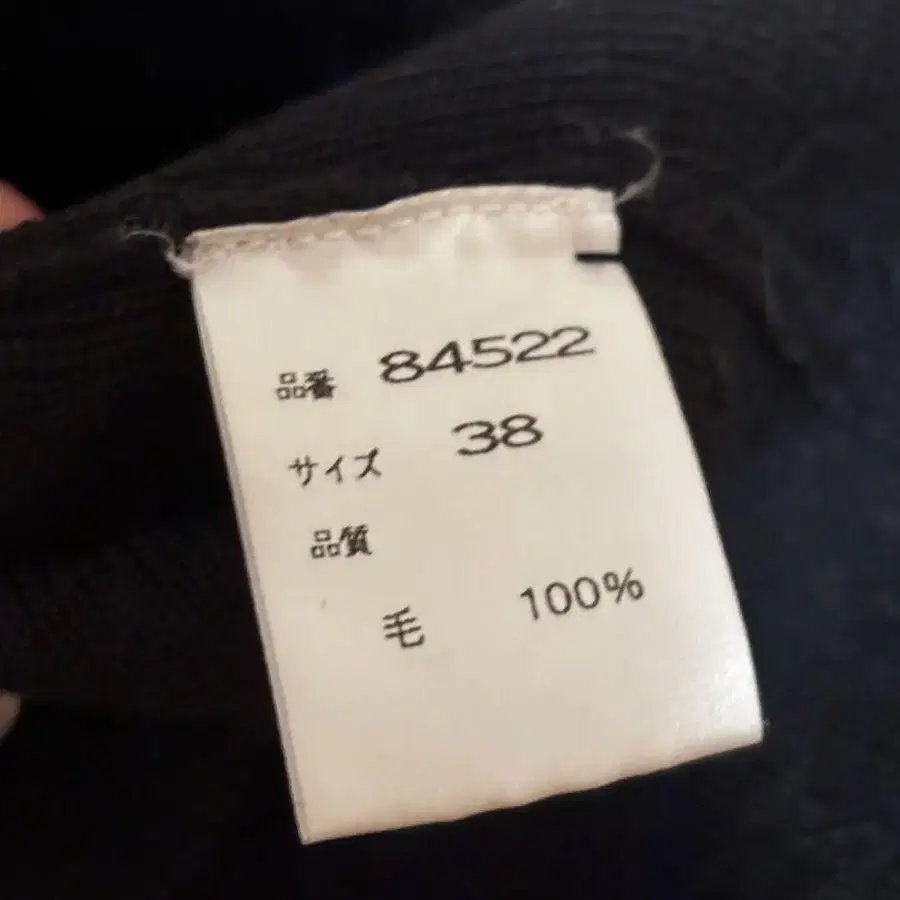 品番 84522
サイズ 38
品質
毛 100%